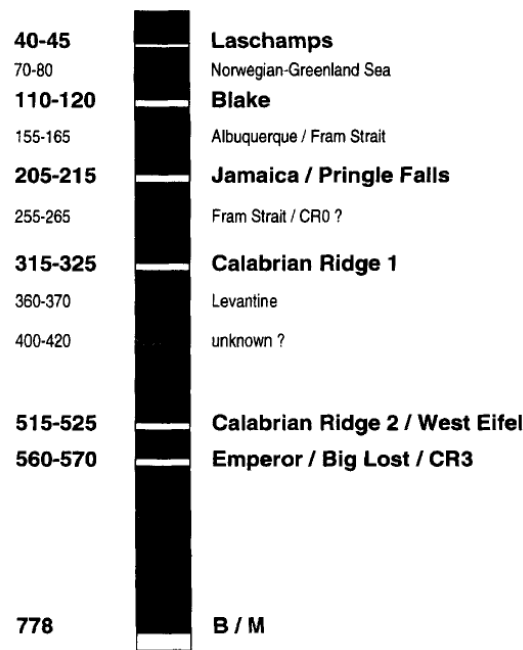 40-45 Laschamps
70-80 Norwegian-Greenland Sea
110-120 Blake
155-165 Albuquerque / Fram Strait
205-215 Jamaica / Pringle Falls
255-265 Fram Strait / CR0 ?
315-325 Calabrian Ridge 1
360-370 Levantine
400-420 unknown ?
515-525 Calabrian Ridge 2 / West Eifel
560-570 Emperor / Big Lost / CR3
778 B / M